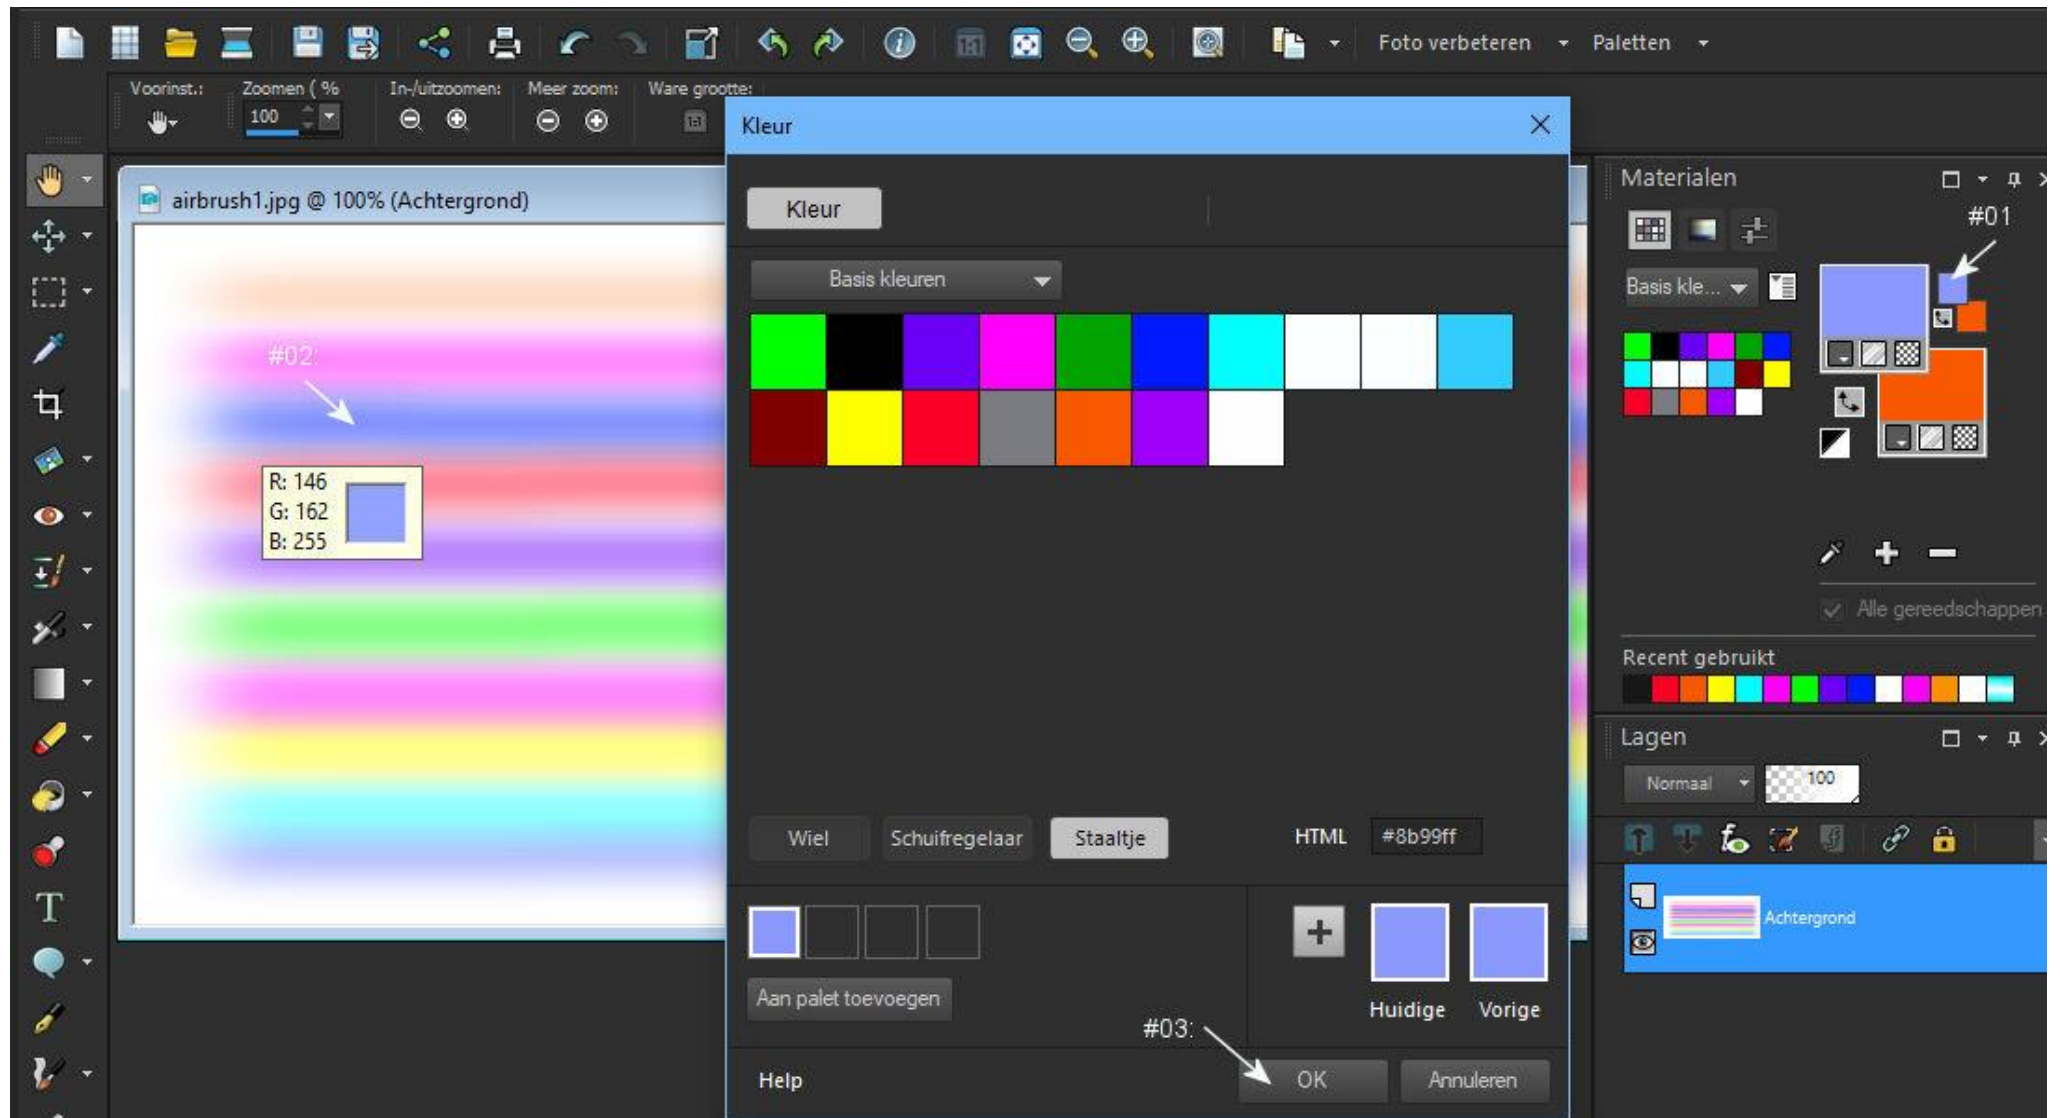 Foto verbeteren
Paletten
Voorinst.:
Zoomen ( %
In-/uitzoomen:
Meer zoom:
Ware grootte:
100
1:1
airbrush1.jpg @ 100% (Achtergrond)
#02:
R: 146
G: 162
B: 255
Kleur
Kleur
Basis kleuren
Wiel
Schuifregelaar
Staaltje
HTML
#8b99ff
Aan palet toevoegen
Huidige
Vorige
#03:
Help
OK
Annuleren
Materialen
#01
Basis kle...
Alle gereedschappen
Recent gebruikt
Lagen
Normaal
100
Achtergrond